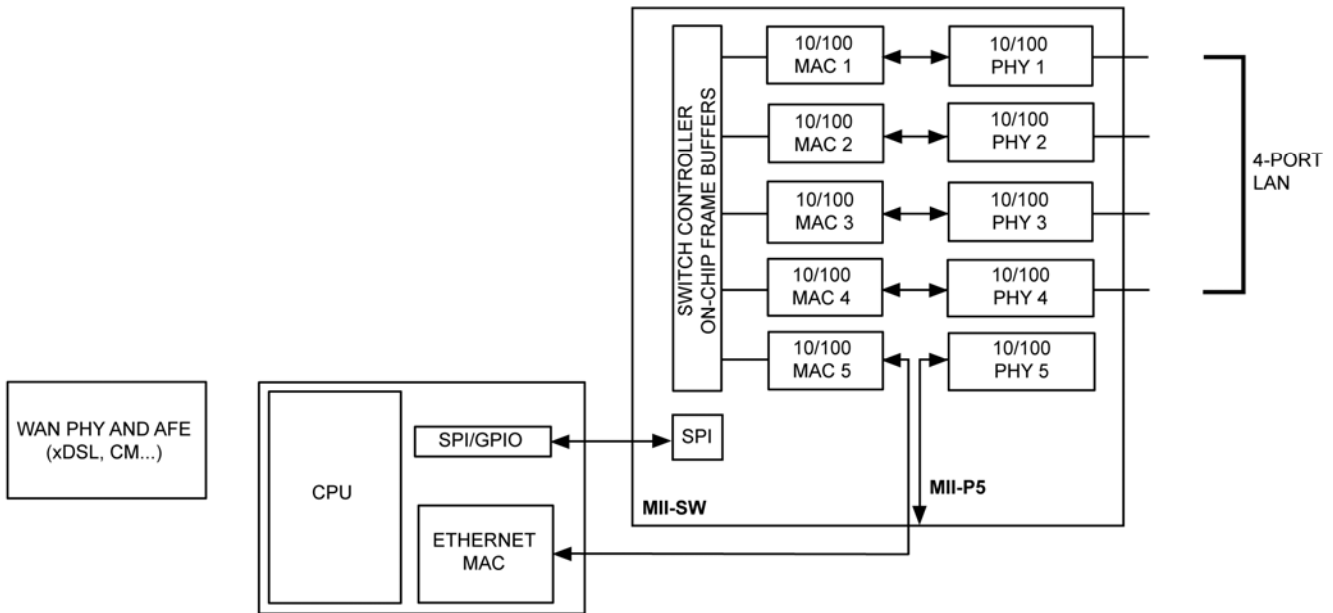 10/100
MAC 1
10/100
PHY 1
10/100
MAC 2
10/100
PHY 2
10/100
MAC 3
10/100
PHY 3
10/100
MAC 4
10/100
PHY 4
10/100
MAC 5
10/100
PHY 5
SWITCH CONTROLLER
ON-CHIP FRAME BUFFERS
4-PORT
LAN
WAN PHY AND AFE
(xDSL, CM...)
CPU
SPI/GPIO
SPI
ETHERNET
MAC
MII-SW
MII-P5